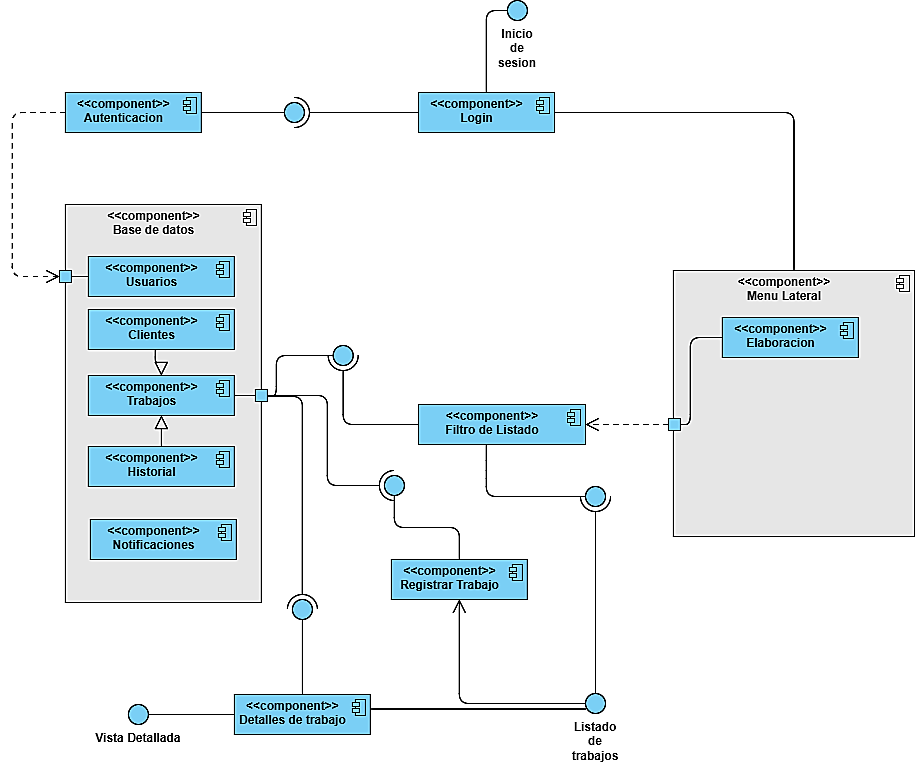 Inicio
de
sesion
<<component>>
Autenticacion
<<component>>
Login
<<component>>
Base de datos
<<component>>
Usuarios
<<component>>
Clientes
<<component>>
Trabajos
<<component>>
Historial
<<component>>
Notificaciones
<<component>>
Menu Lateral
<<component>>
Elaboracion
<<component>>
Filtro de Listado
<<component>>
Registrar Trabajo
<<component>>
Detalles de trabajo
Vista Detallada
Listado
de
trabajos